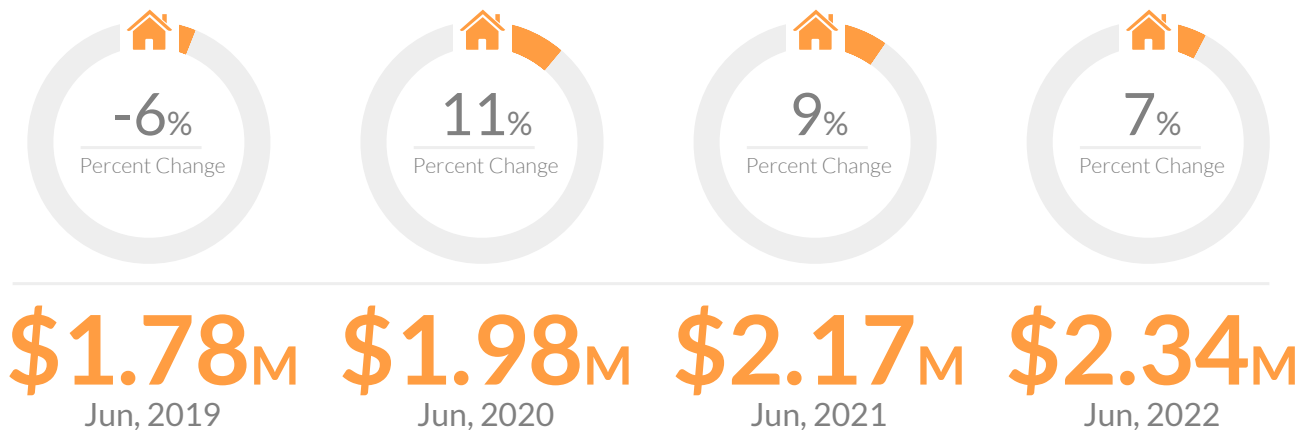 -6%
Percent Change
$1.78M
Jun, 2019
11%
Percent Change
$1.98M
Jun, 2020
9%
Percent Change
$2.17M
Jun, 2021
7%
Percent Change
$2.34M
Jun, 2022